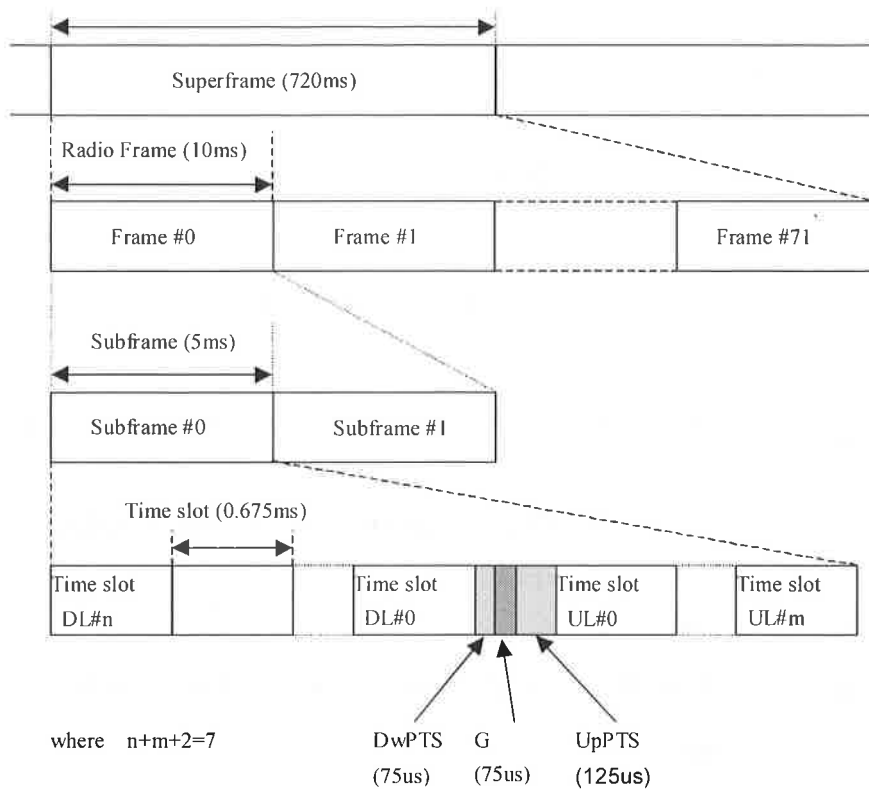 Superframe (720ms)
Radio Frame (10ms)
Frame #0
Frame #1
Frame #71
Subframe (5ms)
Subframe #0
Subframe #1
Time slot (0.675ms)
Time slot
DL#n
Time slot
DL#0
Time slot
UL#0
Time slot
UL#m
where n+m+2=7
DwPTS
(75us)
G
(75us)
UpPTS
(125us)